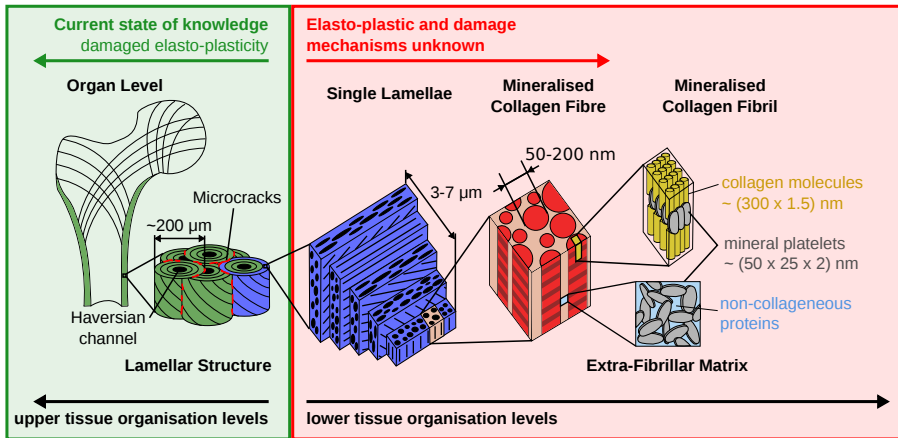 Current state of knowledge
damaged elasto-plasticity
Elasto-plastic and damage
mechanisms unknown
Organ Level
Single Lamellae
Mineralised
Collagen Fibre
Mineralised
Collagen Fibril
50-200 nm
3-7 μm
Microcracks
~200 μm
collagen molecules
~ (300 x 1.5) nm
mineral platelets
~ (50 x 25 x 2) nm
non-collageneous
proteins
Haversian
channel
Lamellar Structure
Extra-Fibrillar Matrix
upper tissue organisation levels
lower tissue organisation levels